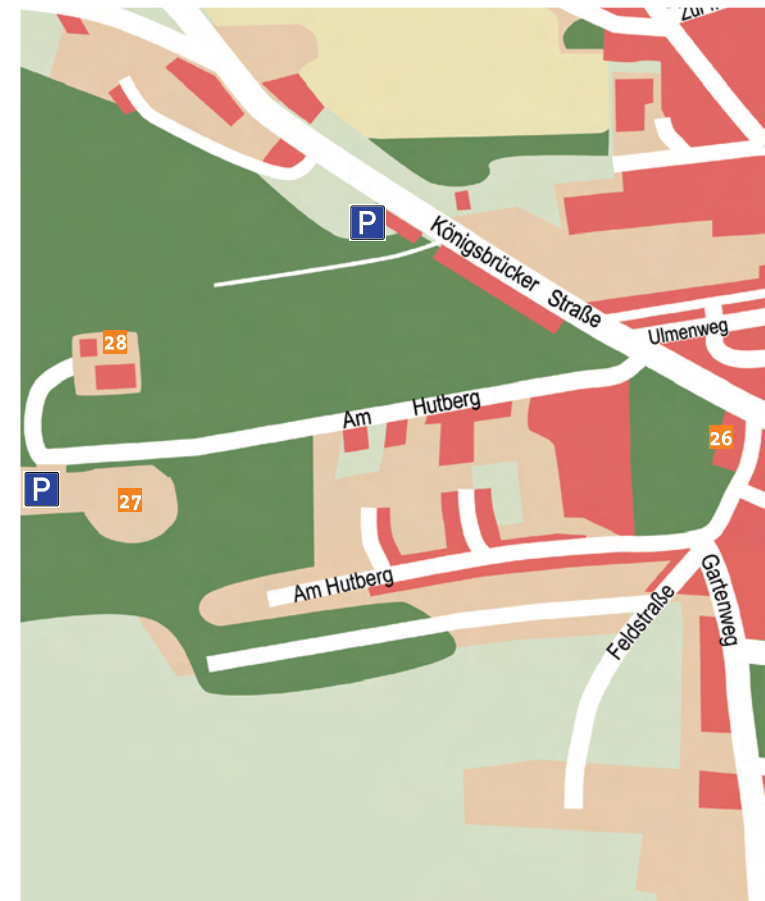 Zur
P
Königsbrücker Straße
Ulmenweg
28
Am Hutberg
26
P
27
Am Hutberg
Gartenweg
Feldstraße